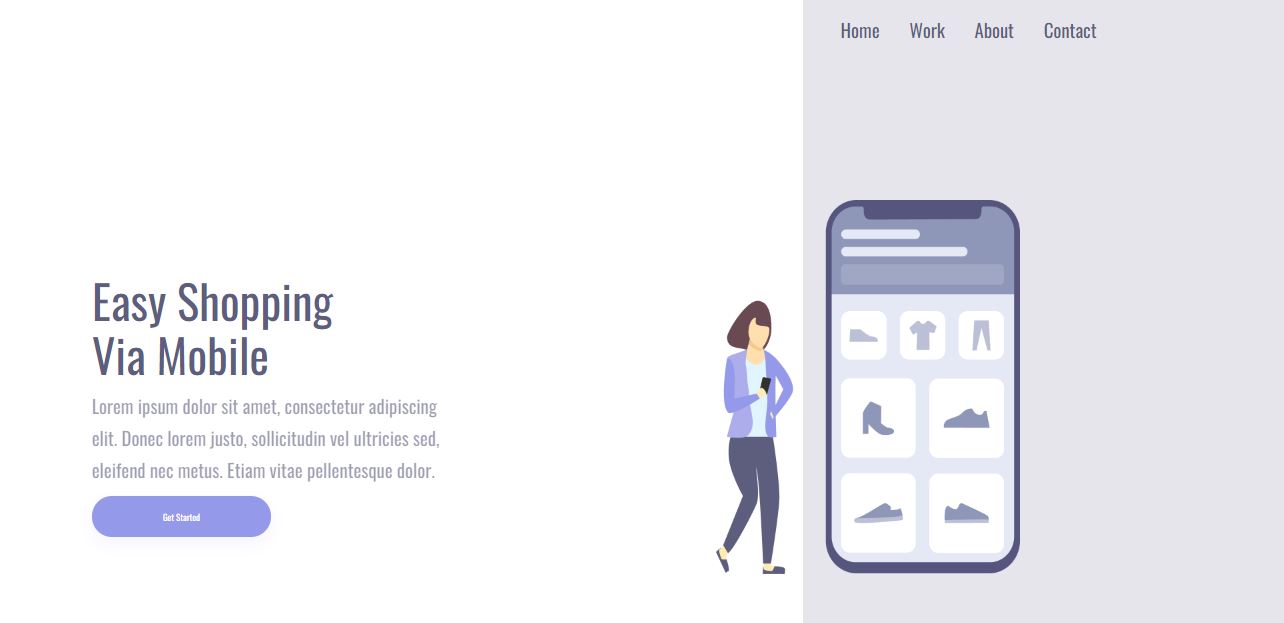 Home Work About Contact
Easy Shopping
Via Mobile
Lorem ipsum dolor sit amet, consectetur adipiscing
elit. Donec lorem justo, sollicitudin vel ultricies sed,
eleifend nec metus. Etiam vitae pellentesque dolor.
Get Started